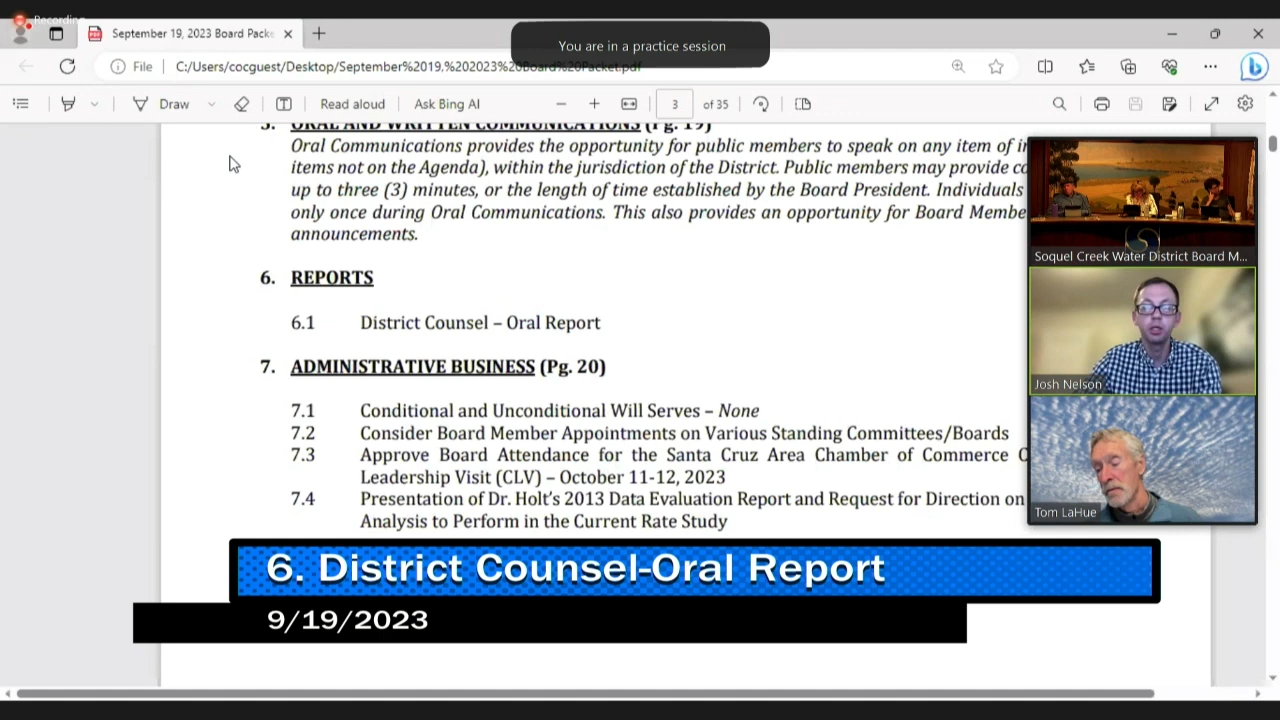 Recording
September 19, 2023 Board Packe
You are in a practice session
File
C:/Users/cocguest/Desktop/September%2019.%202023%20Board%20Packet.pdf
Draw
Read aloud
Ask Bing AI
3
of 35
5. ORAL AND WRITTEN COMMUNICATIONS (Pg. 19)
Oral Communications provides the opportunity for public members to speak on any item of
items not on the Agenda), within the jurisdiction of the District. Public members may provide
up to three (3) minutes, or the length of time established by the Board President. Individuals
only once during Oral Communications. This also provides an opportunity for Board
announcements.
6. REPORTS
6.1 District Counsel – Oral Report
7. ADMINISTRATIVE BUSINESS (Pg. 20)
7.1 Conditional and Unconditional Will Serves – None
7.2 Consider Board Member Appointments on Various Standing Committees/Boards
7.3 Approve Board Attendance for the Santa Cruz Area Chamber of Commerce
Leadership Visit (CLV) – October 11-12, 2023
7.4 Presentation of Dr. Holt's 2013 Data Evaluation Report and Request for Direction on
Analysis to Perform in the Current Rate Study
Soquel Creek Water District Board M...
Josh Nelson
Tom LaHue
6. District Counsel-Oral Report
9/19/2023